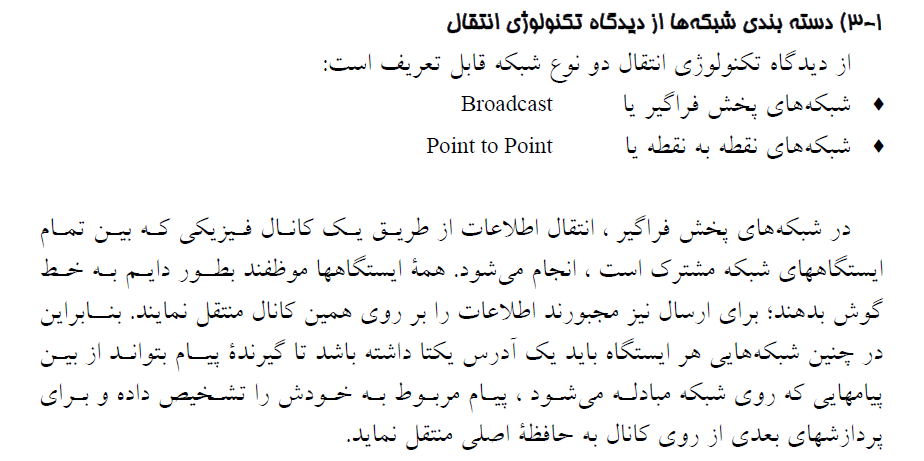 ۳-۱) دسته بندی شبکه‌ها از دیدگاه تکنولوژی انتقال
از دیدگاه تکنولوژی انتقال دو نوع شبکه قابل تعریف است:
♦ شبکه‌های پخش فراگیر یا Broadcast
♦ شبکه‌های نقطه به نقطه یا Point to Point
در شبکه‌های پخش فراگیر ، انتقال اطلاعات از طریق یک کانال فیزیکی که بین تمام
ایستگاههای شبکه مشترک است ، انجام می‌شود. همهٔ ایستگاهها موظفند بطور دایم به خط
گوش بدهند؛ برای ارسال نیز مجبورند اطلاعات را بر روی همین کانال منتقل نمایند. بنابراین
در چنین شبکه‌هایی هر ایستگاه باید یک آدرس یکتا داشته باشد تا گیرندهٔ پیام بتواند از بین
پیامهایی که روی شبکه مبادله می‌شود ، پیام مربوط به خودش را تشخیص داده و برای
پردازشهای بعدی از روی کانال به حافظهٔ اصلی منتقل نماید.